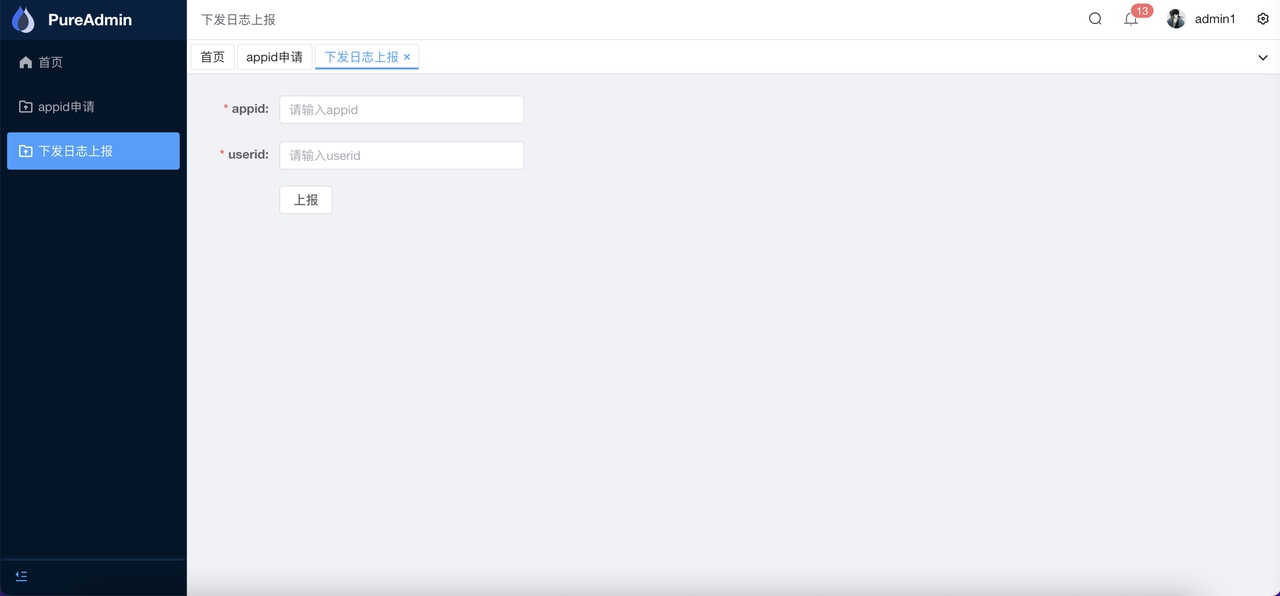 PureAdmin
首页
appid申请
下发日志上报
下发日志上报
13
admin1
首页
appid申请
下发日志上报 ×
* appid:
请输入appid
* userid:
请输入userid
上报